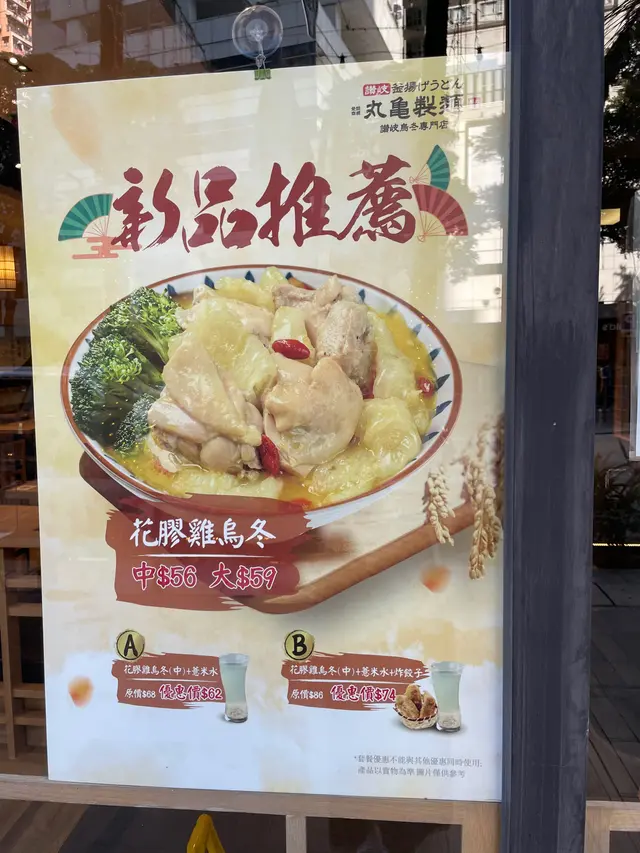 讃岐 釜揚げうどん
丸亀製麺
讃岐烏冬專門店
新品推薦
花膠雞烏冬
中$56 大$59
A
花膠雞烏冬(中)+薏米水
原價$68 優惠價$62
B
花膠雞烏冬(中)+薏米水+炸餃子
原價$86 優惠價$74
*套餐優惠不能與其他優惠同時使用;
產品以實物為準 圖片僅供參考